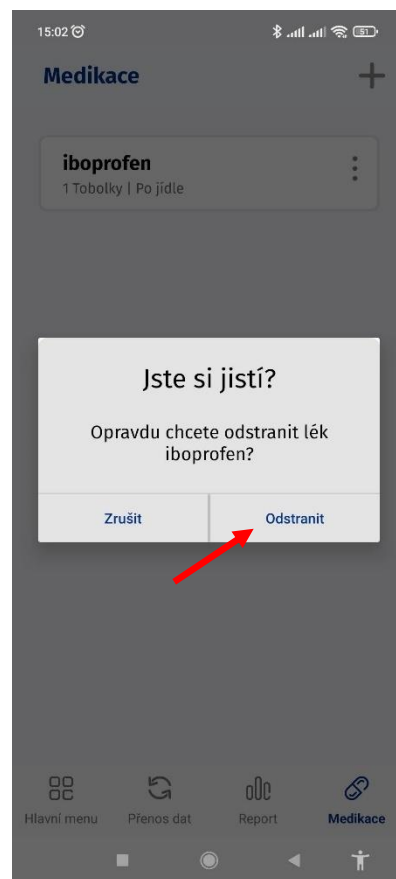 15:02
51
Medikace
iboprofen
1 Tobolky | Po jídle
Jste si jistí?
Opravdu chcete odstranit lék
iboprofen?
Zrušit
Odstranit
Hlavní menu
Přenos dat
Report
Medikace